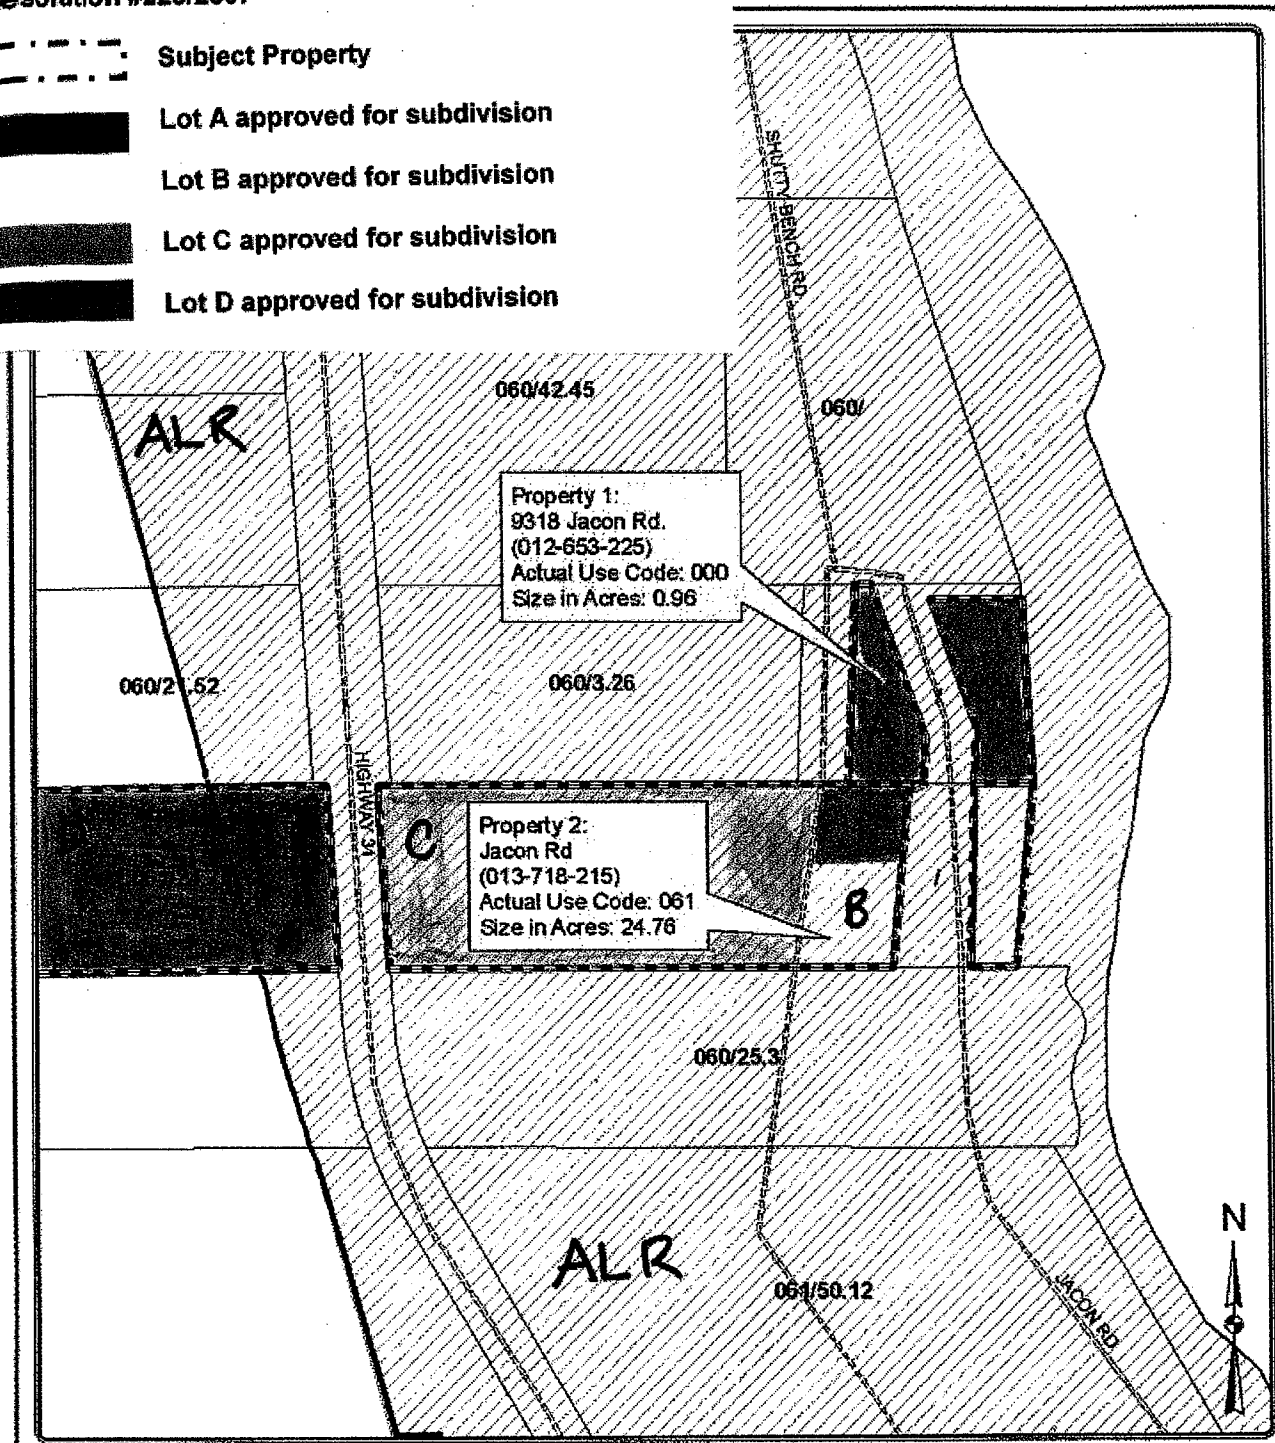 Subject Property
Lot A approved for subdivision
Lot B approved for subdivision
Lot C approved for subdivision
Lot D approved for subdivision
SHUTTY BENCH RD
060/42.45
060/
ALR
Property 1:
9318 Jacon Rd.
(012-653-225)
Actual Use Code: 000
Size in Acres: 0.96
060/21.52
060/3.26
HIGHWAY 31
C
Property 2:
Jacon Rd
(013-718-215)
Actual Use Code: 061
Size in Acres: 24.76
B
060/25.3
ALR
061/50.12
JACON RD
N